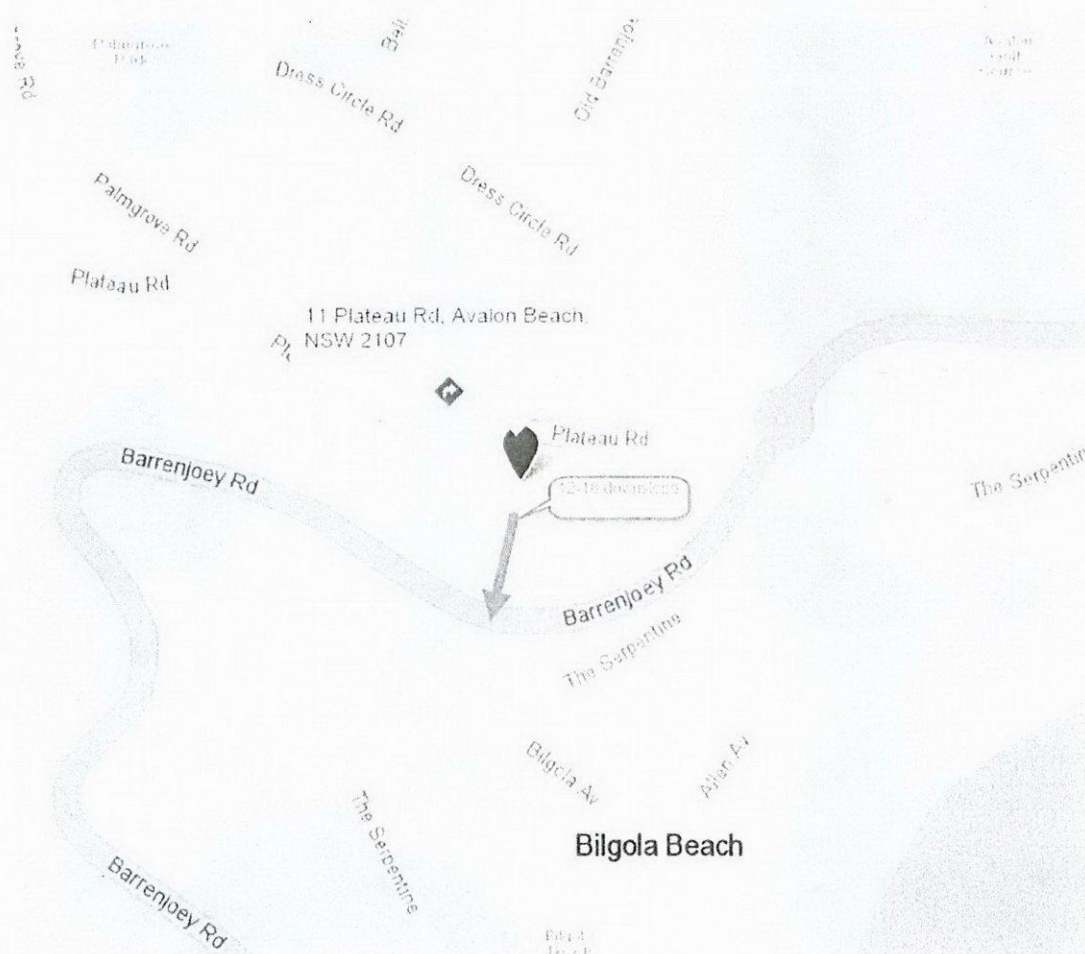 Rd
Park
Dress Circle Rd
Old
Palmgrove Rd
Dress Circle Rd
Plateau Rd
11 Plateau Rd, Avalon Beach,
NSW 2107
Plateau Rd
Barrenjoey Rd
The Serpentine
Barrenjoey Rd
The Serpentine
Bilgola Av
Allen Av
The Serpentine
Bilgola Beach
Barrenjoey Rd